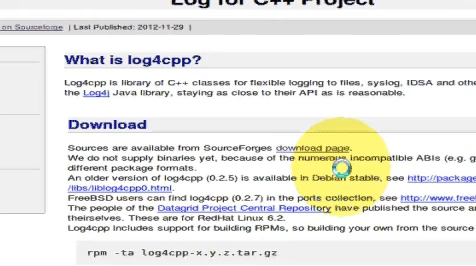 Log for C++ Project
on Sourceforge | Last Published: 2012-11-29 |
What is log4cpp?
Log4cpp is library of C++ classes for flexible logging to files, syslog, IDSA and othe
the Log4j Java library, staying as close to their API as is reasonable.
Download
Sources are available from SourceForges download page.
We do not supply binaries yet, because of the numerous incompatible ABIs (e.g. g
different package formats.
An older version of log4cpp (0.2.5) is available in Debian stable, see http://package
/libs/liblog4cpp0.html.
FreeBSD users can find log4cpp (0.2.7) in the ports collection, see http://www.freeb
The people of the Datagrid Project Central Repository have published the source a
theirselves. These are for RedHat Linux 6.2.
Log4cpp includes support for building RPMs, so building your own from the source
rpm -ta log4cpp-x.y.z.tar.gz